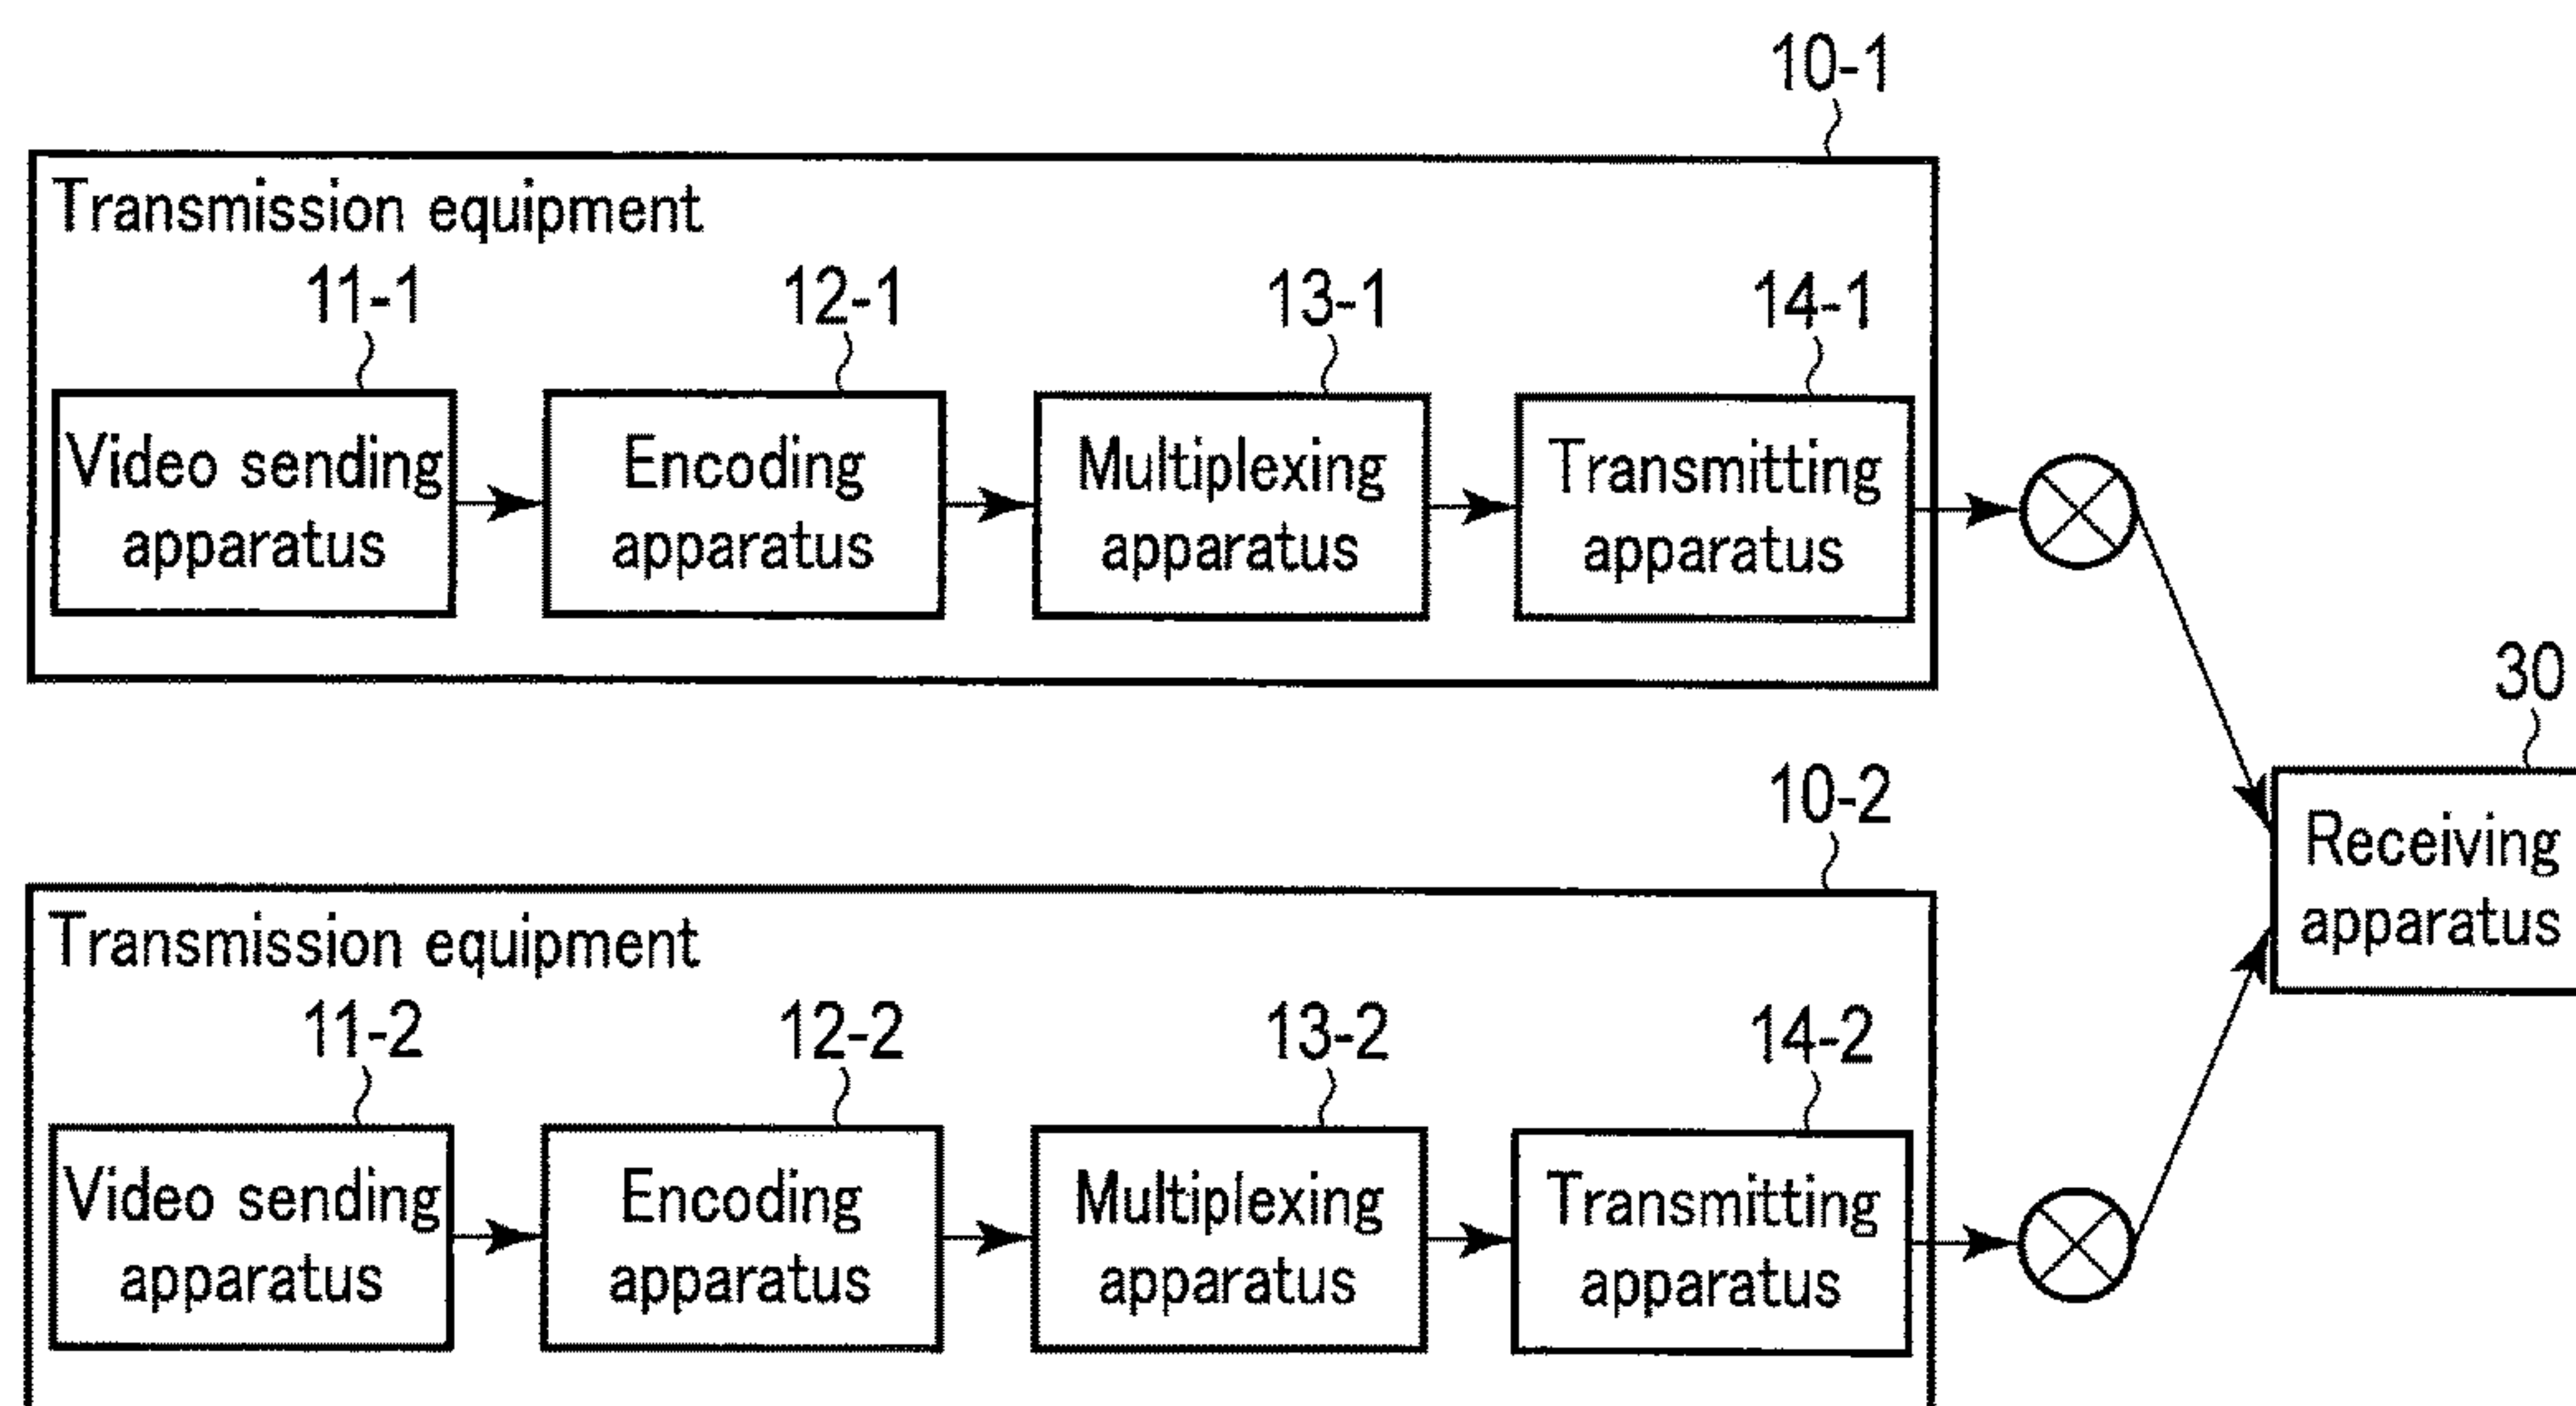 10-1
Transmission equipment
11-1
12-1
13-1
14-1
Video sending
apparatus
Encoding
apparatus
Multiplexing
apparatus
Transmitting
apparatus
30
Receiving
apparatus
10-2
Transmission equipment
11-2
12-2
13-2
14-2
Video sending
apparatus
Encoding
apparatus
Multiplexing
apparatus
Transmitting
apparatus